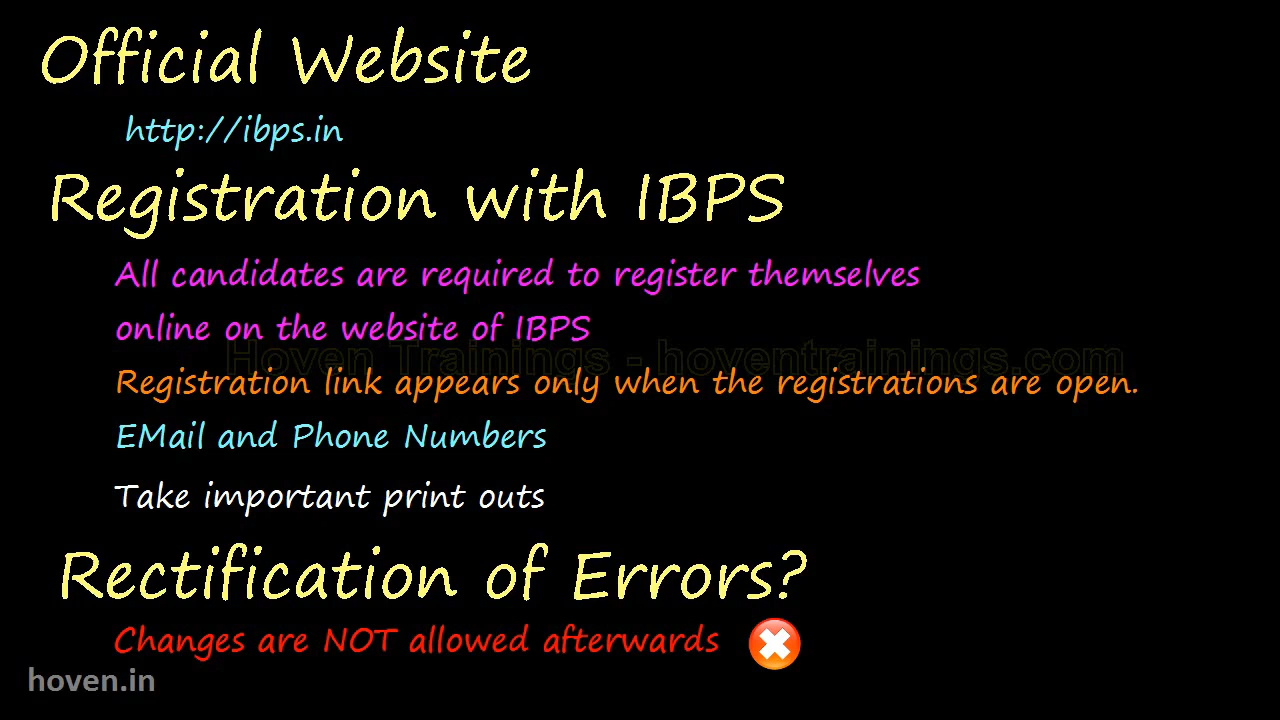 Official Website
http://ibps.in
Registration with IBPS
All candidates are required to register themselves
online on the website of IBPS
Hoven Trainings - hoventrainings.com
Registration link appears only when the registrations are open.
EMail and Phone Numbers
Take important print outs
Rectification of Errors?
Changes are NOT allowed afterwards
hoven.in